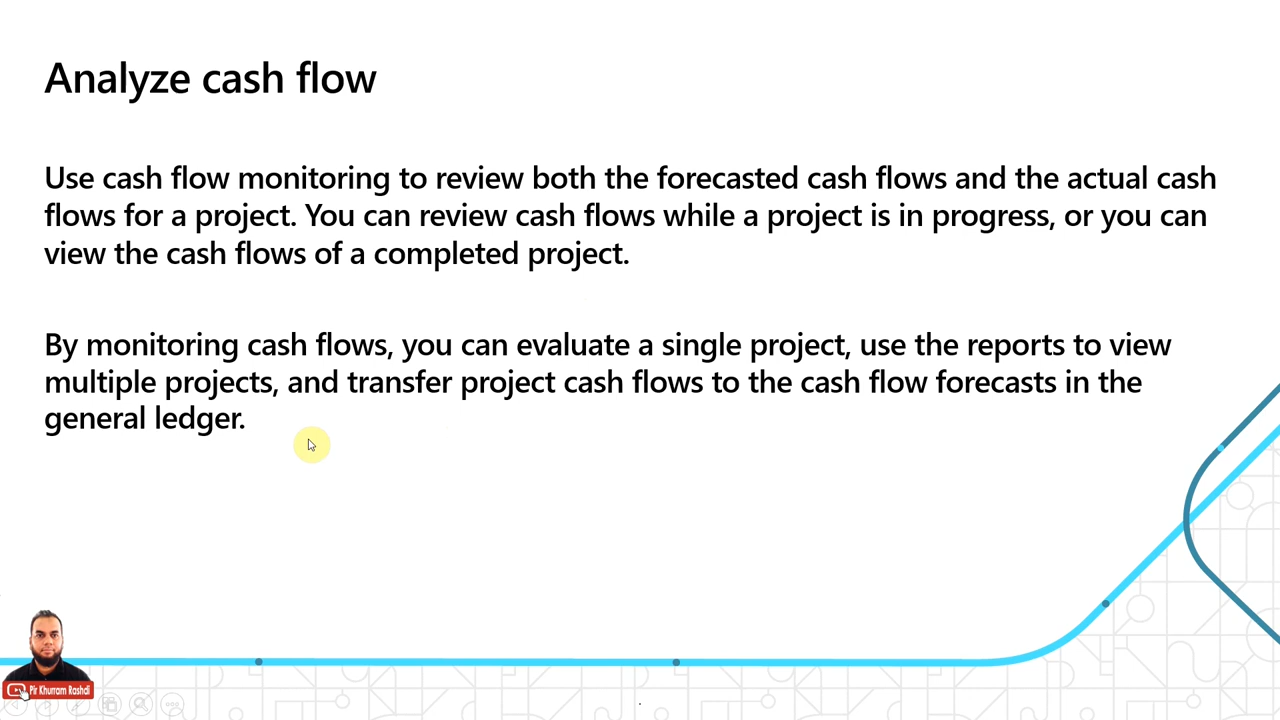 Analyze cash flow
Use cash flow monitoring to review both the forecasted cash flows and the actual cash
flows for a project. You can review cash flows while a project is in progress, or you can
view the cash flows of a completed project.
By monitoring cash flows, you can evaluate a single project, use the reports to view
multiple projects, and transfer project cash flows to the cash flow forecasts in the
general ledger.
Pir Khurram Rashdi